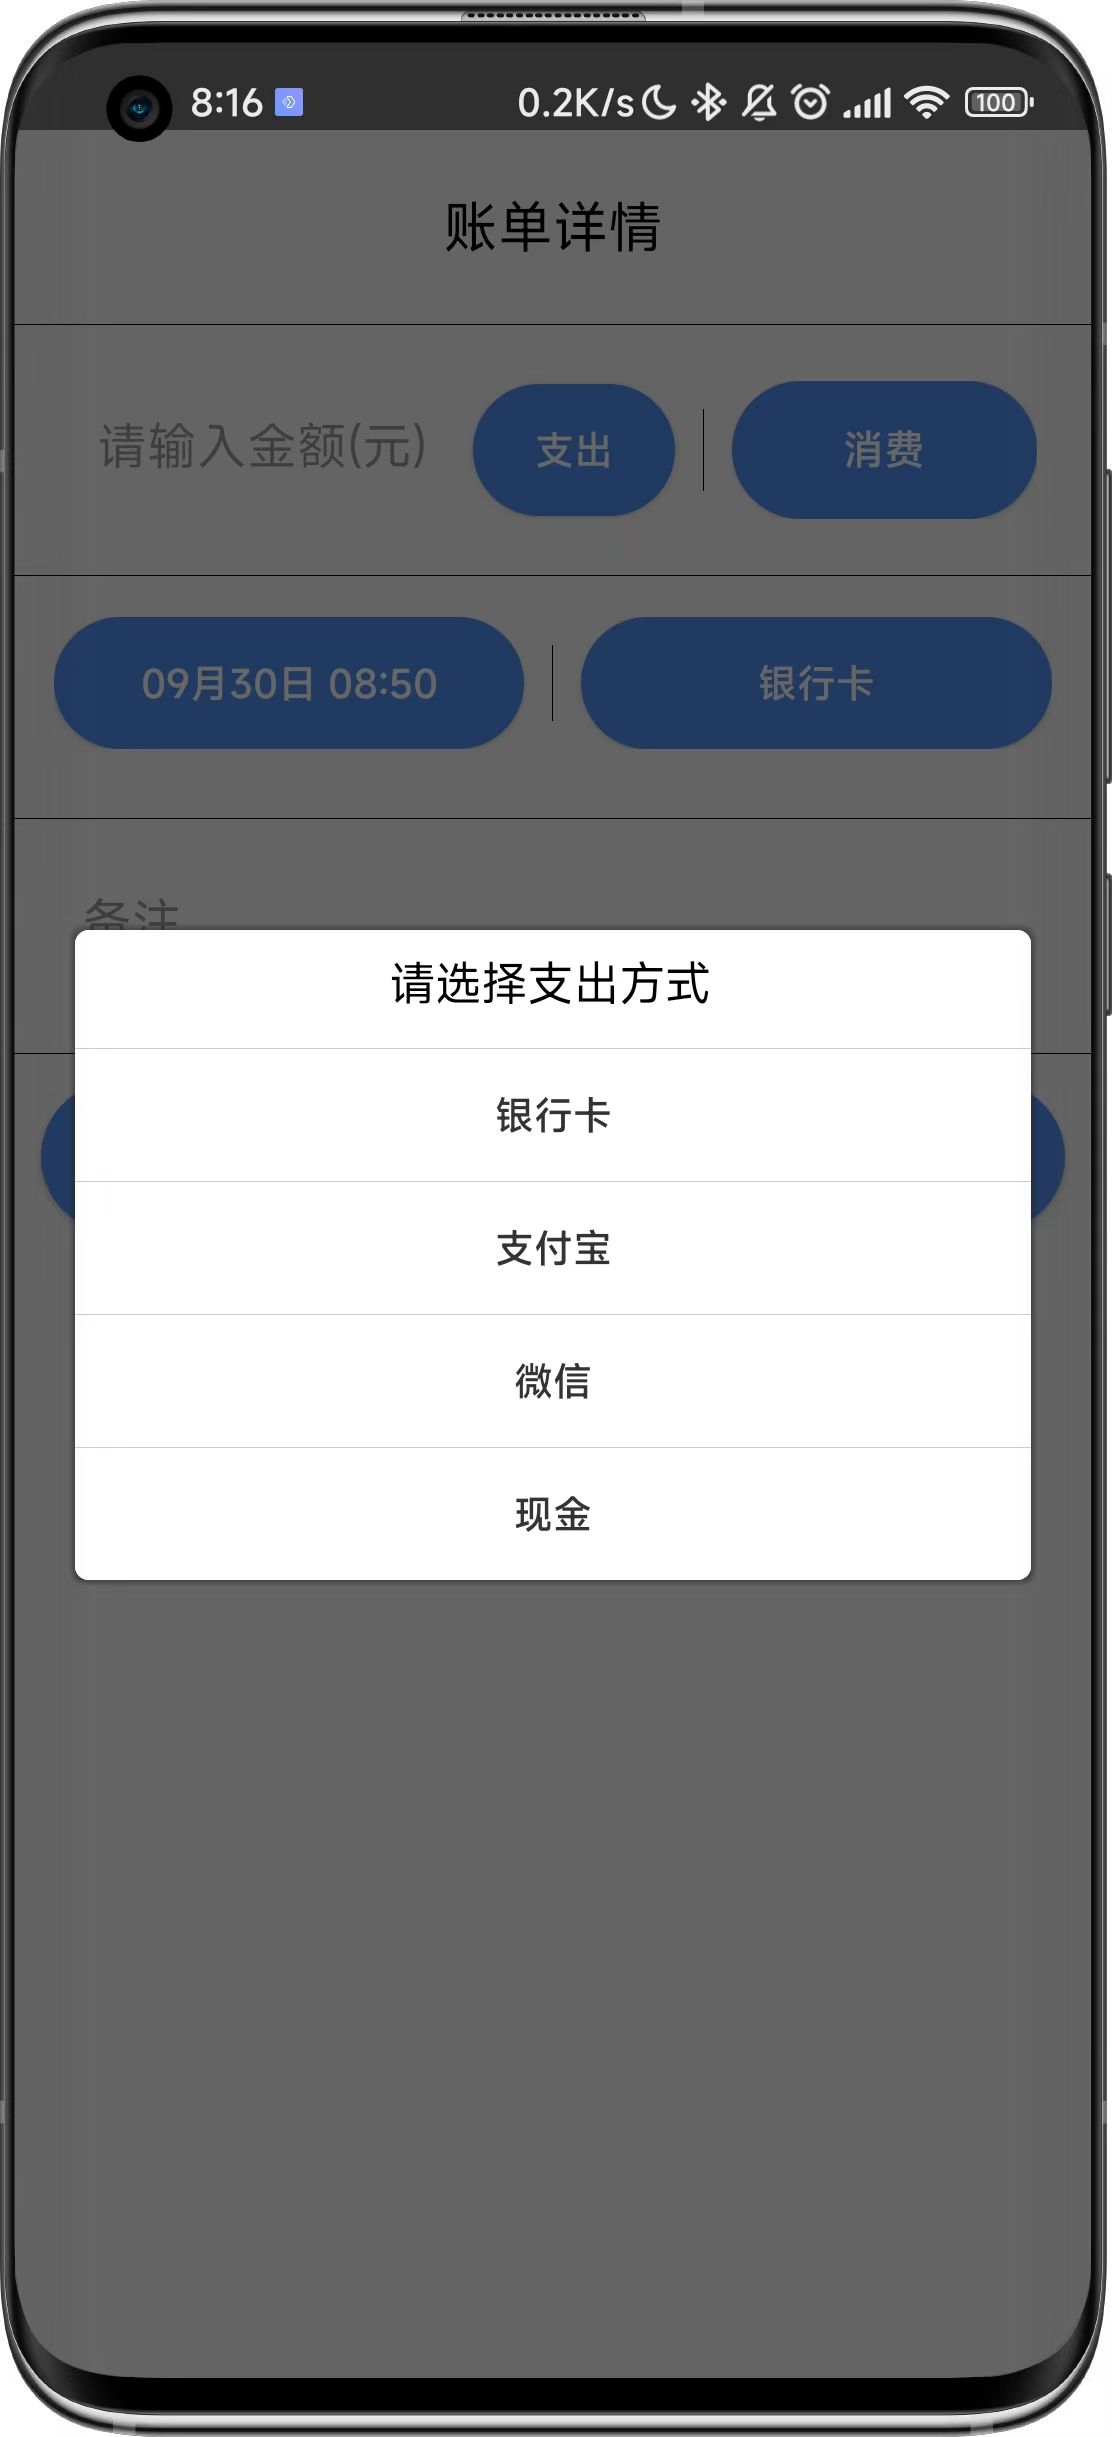 8:16 0.2K/s 100
账单详情
请输入金额(元) 支出 消费
09月30日 08:50 银行卡
备注
请选择支出方式
银行卡
支付宝
微信
现金